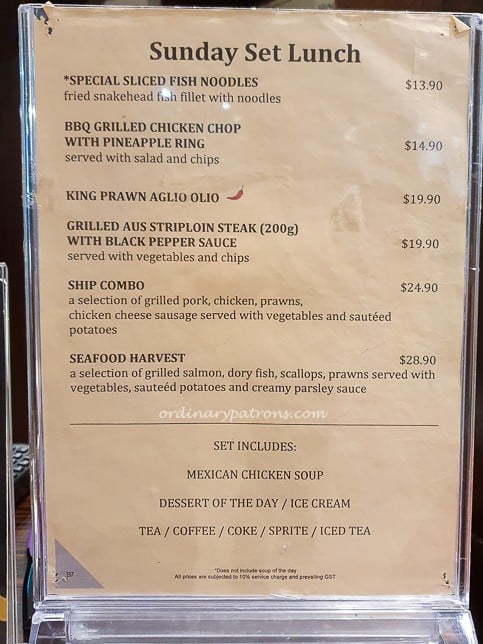 Sunday Set Lunch
*SPECIAL SLICED FISH NOODLES $13.90
fried snakehead fish fillet with noodles
BBQ GRILLED CHICKEN CHOP
WITH PINEAPPLE RING $14.90
served with salad and chips
KING PRAWN AGLIO OLIO $19.90
GRILLED AUS STRIPLOIN STEAK (200g)
WITH BLACK PEPPER SAUCE $19.90
served with vegetables and chips
SHIP COMBO $24.90
a selection of grilled pork, chicken, prawns,
chicken cheese sausage served with vegetables and sautéed
potatoes
SEAFOOD HARVEST $28.90
a selection of grilled salmon, dory fish, scallops, prawns served with
vegetables, sauteéd potatoes and creamy parsley sauce
ordinarypatrons.com
SET INCLUDES:
MEXICAN CHICKEN SOUP
DESSERT OF THE DAY / ICE CREAM
TEA / COFFEE / COKE / SPRITE / ICED TEA
*Does not include soup of the day
All prices are subjected to 10% service charge and prevailing GST